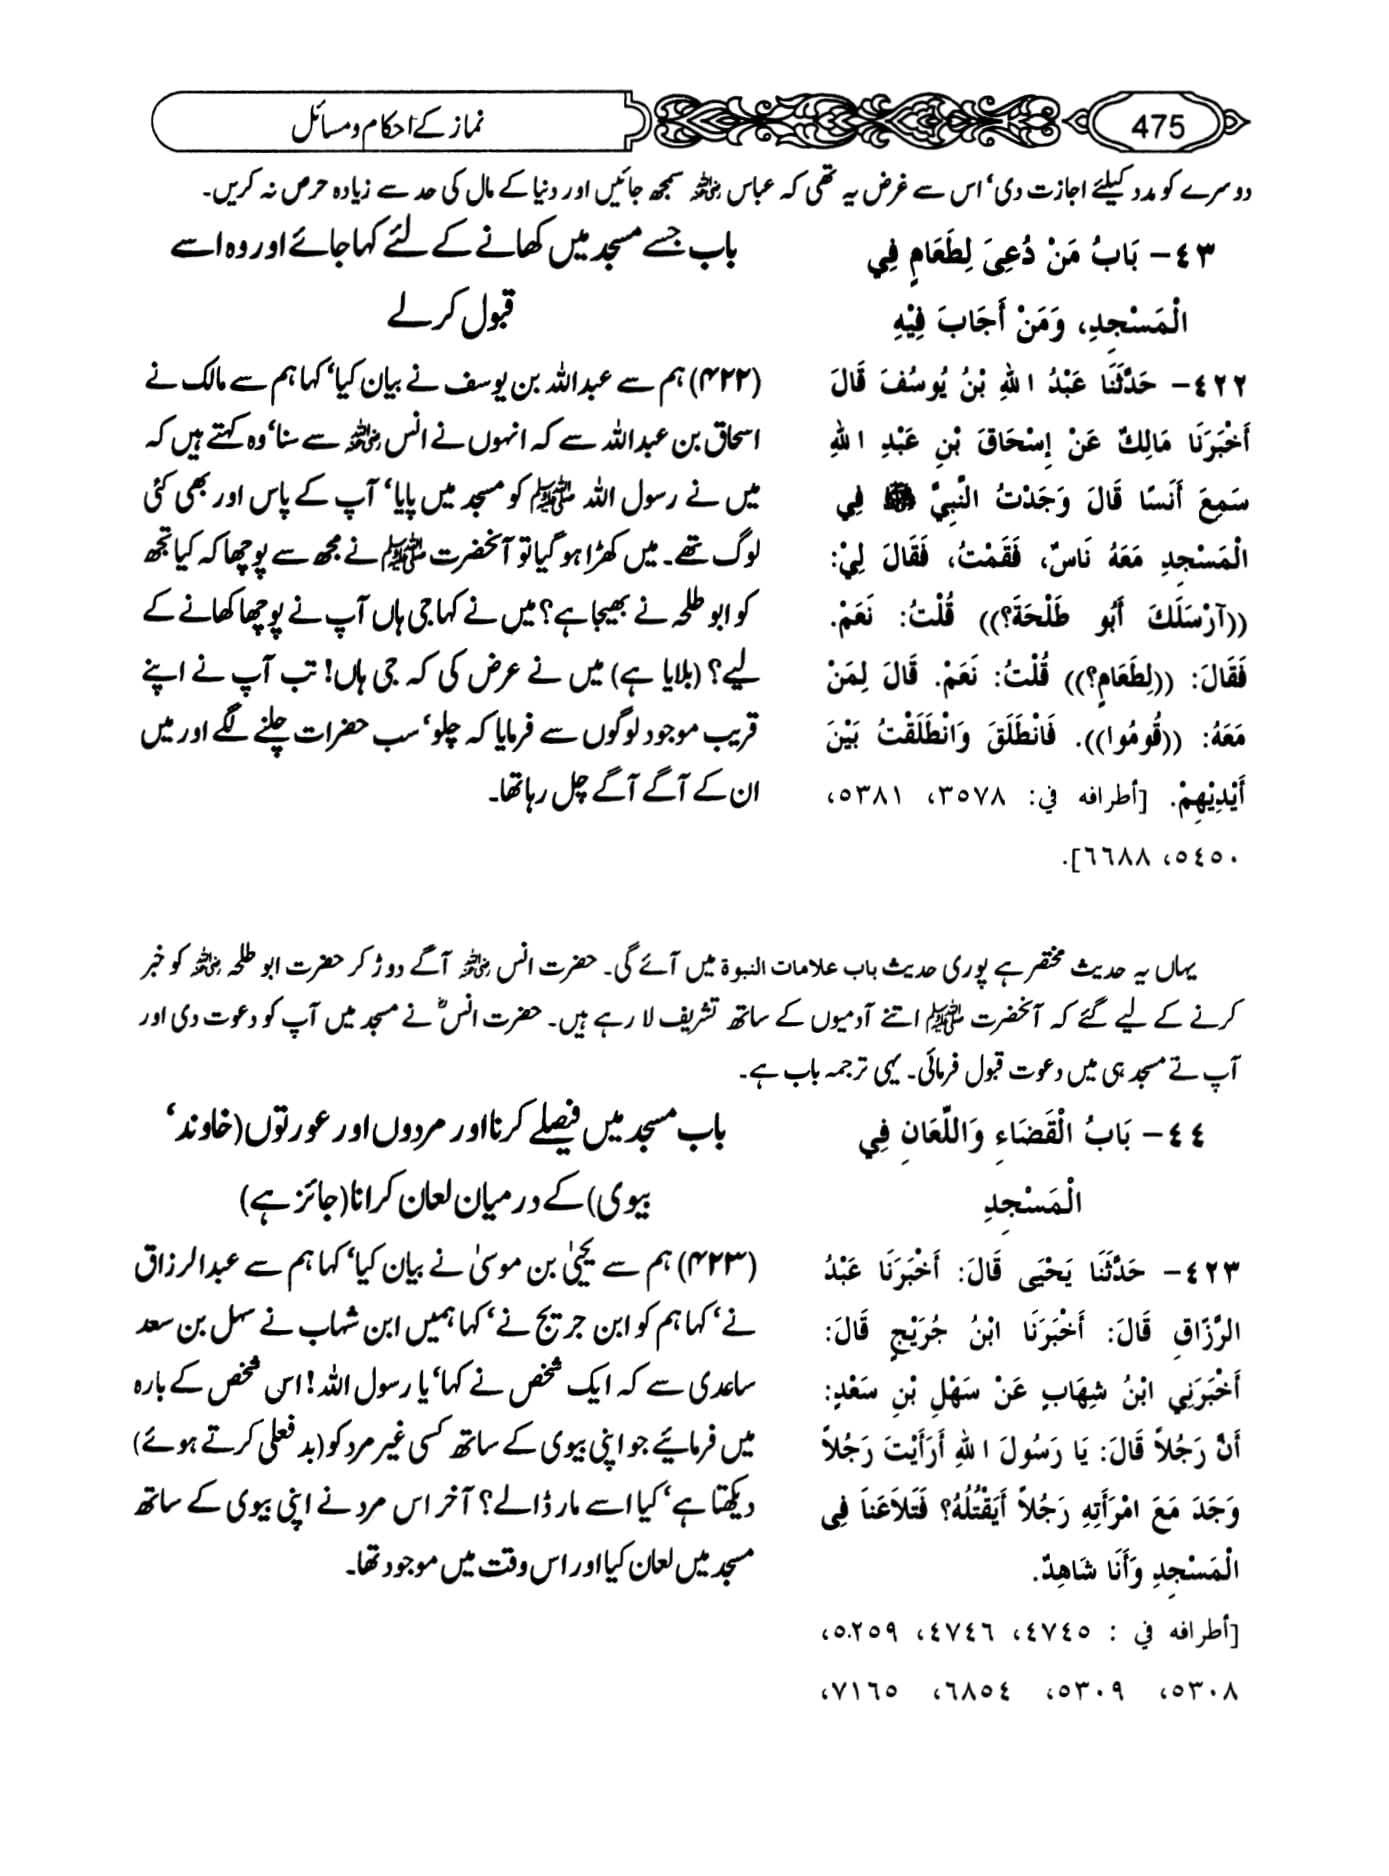 475
نماز کے احکام و مسائل
دوسرے کو مدد کیلئے اجازت دی‘ اس سے غرض یہ تھی کہ عباس رضی اللہ عنہ سمجھ جائیں اور دنیا کے مال کی حد سے زیادہ حرص نہ کریں۔
٤٣- بَابُ مَنْ دُعِيَ لِطَعَامٍ فِي
الْمَسْجِدِ، وَمَنْ أَجَابَ فِيْهِ
٤٢٢- حَدَّثَنَا عَبْدُ اللهِ بْنُ يُوسُفَ قَالَ
أَخْبَرَنَا مَالِكٌ عَنْ إِسْحَاقَ بْنِ عَبْدِ اللهِ
سَمِعَ أَنَسًا قَالَ وَجَدْتُ النَّبِيَّ ﷺ فِي
الْمَسْجِدِ مَعَهُ نَاسٌ، فَقُمْتُ، فَقَالَ لِيْ:
((آرْسَلَكَ أَبُو طَلْحَةَ؟)) قُلْتُ: نَعَمْ.
فَقَالَ: ((لِطَعَامٍ؟)) قُلْتُ: نَعَمْ. قَالَ لِمَنْ
مَعَهُ: ((قُومُوا)). فَانْطَلَقَ وَانْطَلَقْتُ بَيْنَ
أَيْدِيْهِمْ. [أطرافه في: ٣٥٧٨، ٥٣٨١،
٥٤٥٠، ٦٦٨٨].
باب جسے مسجد میں کھانے کے لئے کہا جائے اور وہ اسے
قبول کر لے
(۴۲۲) ہم سے عبداللہ بن یوسف نے بیان کیا‘ کہا ہم سے مالک نے
اسحاق بن عبداللہ سے کہ انہوں نے انس رضی اللہ عنہ سے سنا‘ وہ کہتے ہیں کہ
میں نے رسول اللہ ﷺ کو مسجد میں پایا‘ آپ کے پاس اور بھی کئی
لوگ تھے۔ میں کھڑا ہو گیا تو آنحضرت ﷺ نے مجھ سے پوچھا کہ کیا تجھ
کو ابو طلحہ نے بھیجا ہے؟ میں نے کہا جی ہاں آپ نے پوچھا کھانے کے
لیے؟ (بلایا ہے) میں نے عرض کی کہ جی ہاں! تب آپ نے اپنے
قریب موجود لوگوں سے فرمایا کہ چلو‘ سب حضرات چلنے لگے اور میں
ان کے آگے آگے چل رہا تھا۔
یہاں یہ حدیث مختصر ہے پوری حدیث باب علامات النبوۃ میں آئے گی۔ حضرت انس رضی اللہ عنہ آگے دوڑ کر حضرت ابو طلحہ رضی اللہ عنہ کو خبر
کرنے کے لیے گئے کہ آنحضرت ﷺ اتنے آدمیوں کے ساتھ تشریف لا رہے ہیں۔ حضرت انسؓ نے مسجد میں آپ کو دعوت دی اور
آپ نے مسجد ہی میں دعوت قبول فرمائی۔ یہی ترجمہ باب ہے۔
٤٤- بَابُ الْقَضَاءِ وَاللِّعَانِ فِي
الْمَسْجِدِ
٤٢٣- حَدَّثَنَا يَحْيَى قَالَ: أَخْبَرَنَا عَبْدُ
الرَّزَّاقِ قَالَ: أَخْبَرَنَا ابْنُ جُرَيْجٍ قَالَ:
أَخْبَرَنِي ابْنُ شِهَابٍ عَنْ سَهْلِ بْنِ سَعْدٍ:
أَنَّ رَجُلاً قَالَ: يَا رَسُولَ اللهِ أَرَأَيْتَ رَجُلاً
وَجَدَ مَعَ امْرَأَتِهِ رَجُلاً أَيَقْتُلُهُ؟ فَتَلاَعَنَا فِي
الْمَسْجِدِ وَأَنَا شَاهِدٌ.
[أطرافه في : ٤٧٤٥، ٤٧٤٦، ٥٢٥٩،
٥٣٠٨، ٥٣٠٩، ٦٨٥٤، ٧١٦٥،
باب مسجد میں فیصلے کرنا اور مردوں اور عورتوں (خاوند‘
بیوی) کے درمیان لعان کرانا (جائز ہے)
(۴۲۳) ہم سے یحییٰ بن موسیٰ نے بیان کیا‘ کہا ہم سے عبدالرزاق
نے‘ کہا ہم کو ابن جریج نے‘ کہا ہمیں ابن شہاب نے سہل بن سعد
ساعدی سے کہ ایک شخص نے کہا‘ یا رسول اللہ! اس شخص کے بارہ
میں فرمائیے جو اپنی بیوی کے ساتھ کسی غیر مرد کو (بد فعلی کرتے ہوئے)
دیکھتا ہے‘ کیا اسے مار ڈالے؟ آخر اس مرد نے اپنی بیوی کے ساتھ
مسجد میں لعان کیا اور اس وقت میں موجود تھا۔